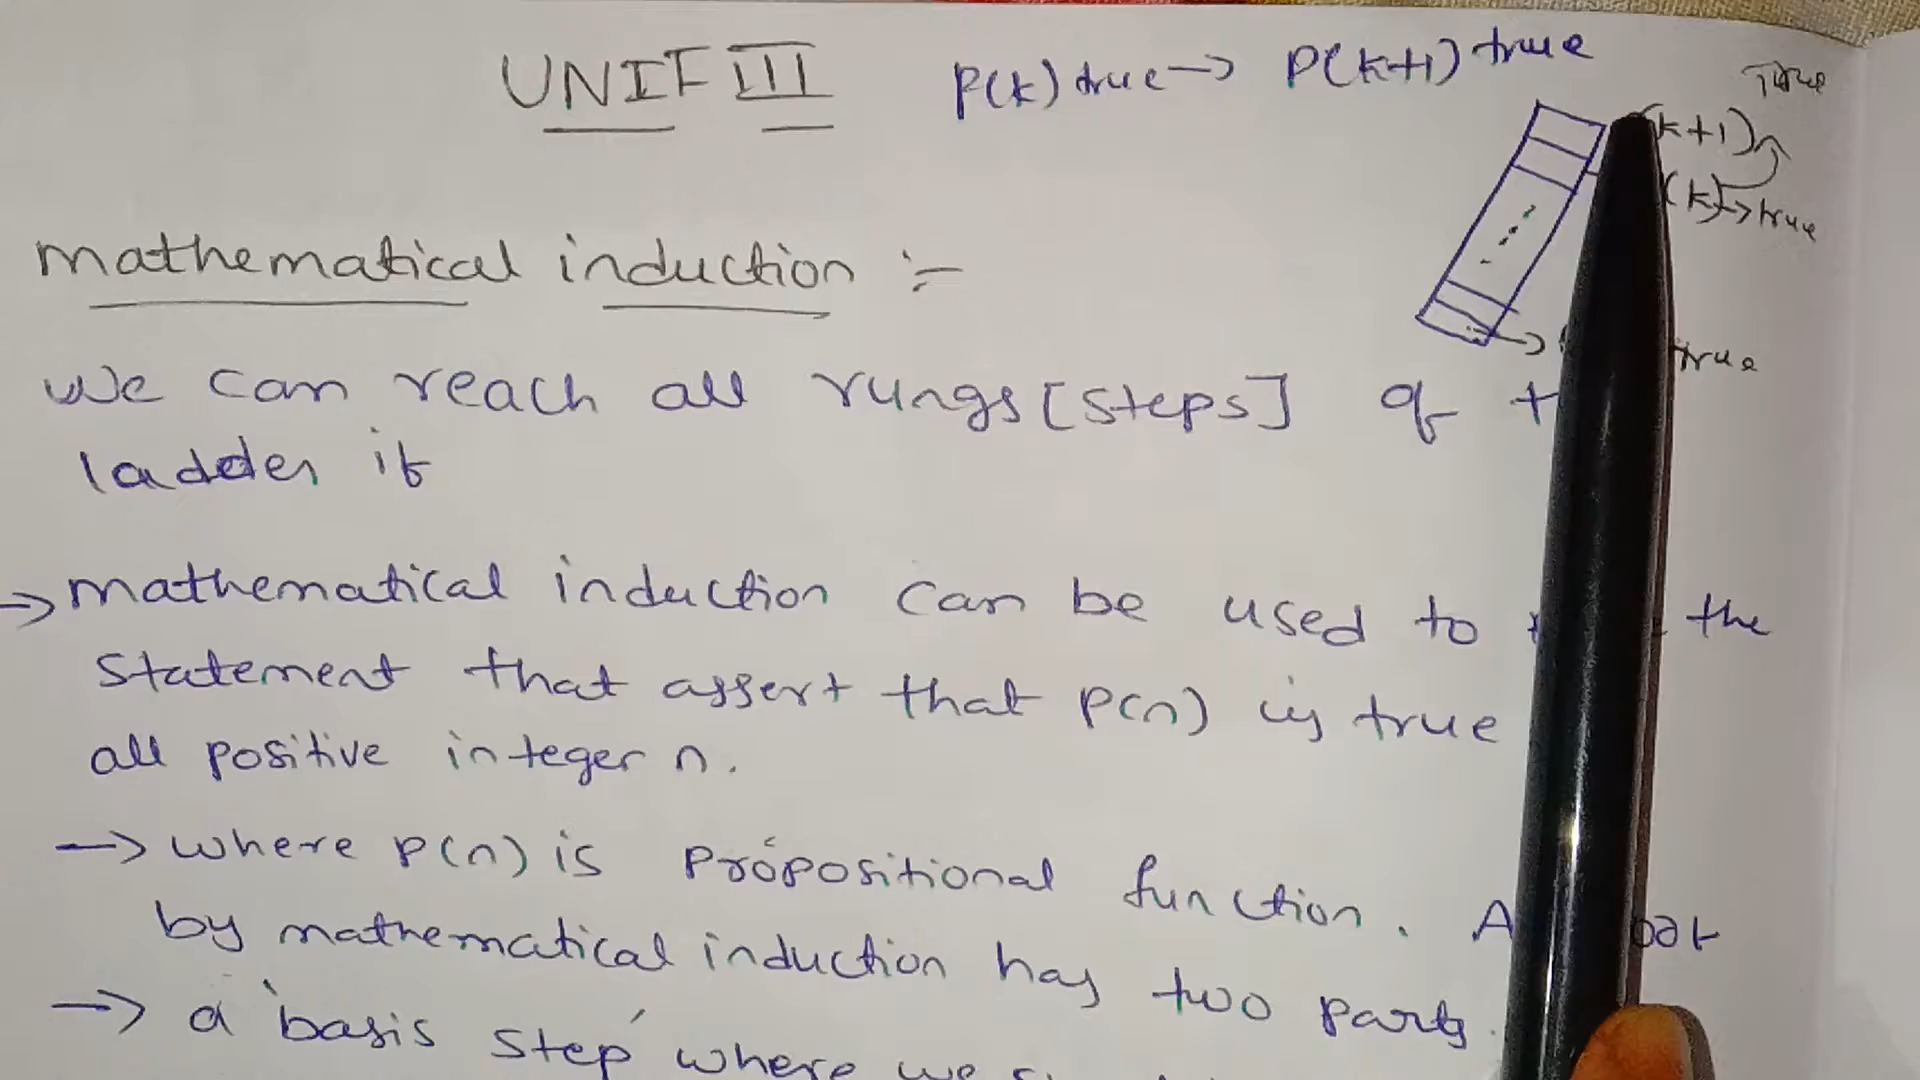 UNIT III P(k) true → P(k+1) true
True
(k+1)
(k) → true
true
mathematical induction :-
We can reach all rungs [steps] of
ladder if
→ mathematical induction can be used to the
statement that assert that p(n) is true
all positive integer n.
→ where p(n) is propositional function. A
by mathematical induction has two parts.
→ a 'basis step' where we